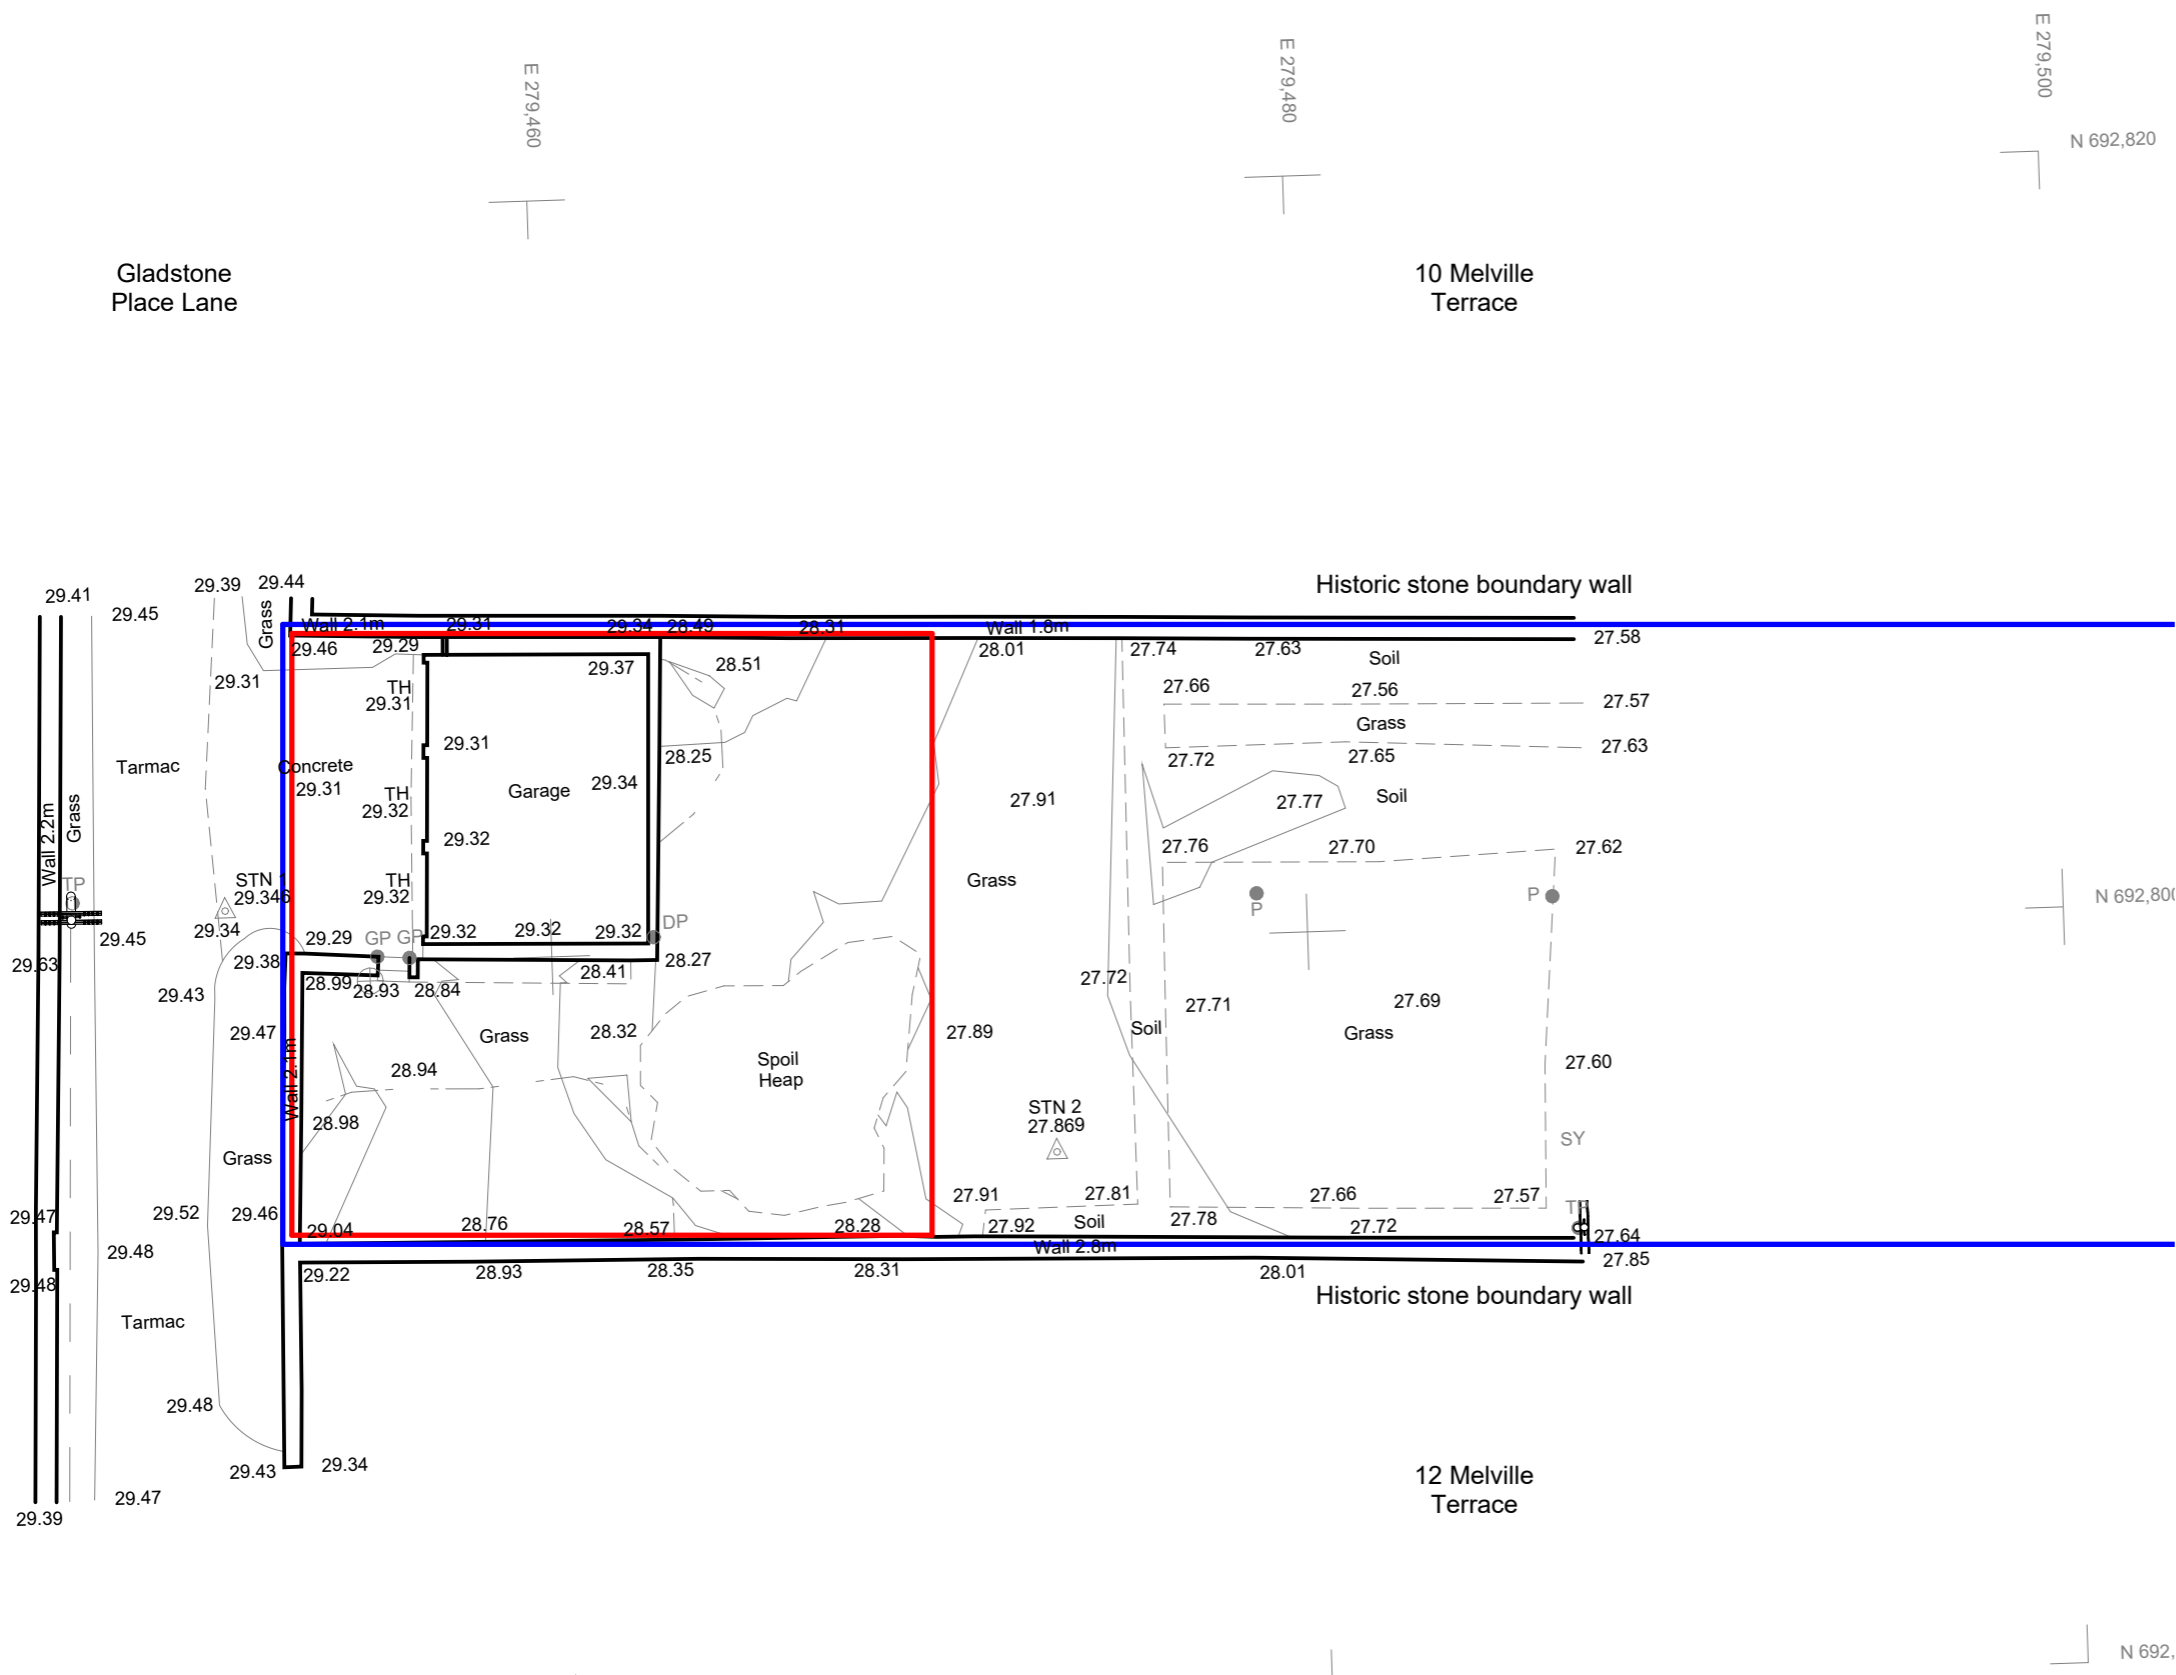 E 279,460
E 279,480
E 279,500
N 692,820
Gladstone
Place Lane
10 Melville
Terrace
Historic stone boundary wall
29.41
29.45
29.39
29.44
Grass
Wall 2.1m
29.31
29.34
28.49
28.31
Wall 1.8m
27.58
29.46
29.29
28.01
27.74
27.63
Soil
29.31
TH
29.31
29.37
28.51
27.66
27.56
27.57
Grass
29.31
28.25
27.72
27.65
27.63
Tarmac
Concrete
29.31
TH
29.32
Garage
29.34
27.91
27.77
Soil
Wall 2.2m
Grass
29.32
27.76
27.70
27.62
TP
STN 1
29.346
TH
29.32
Grass
P
P
N 692,800
29.34
29.45
29.29
GP
GP
29.32
29.32
29.32
DP
29.63
29.38
28.27
28.99
28.93
28.84
28.41
27.72
29.43
27.71
27.69
29.47
Grass
28.32
27.89
Soil
Grass
Wall 2.1m
28.94
Spoil
Heap
27.60
28.98
STN 2
27.869
SY
Grass
27.91
27.81
27.66
27.57
29.47
29.52
29.46
29.04
28.76
28.57
28.28
27.92
Soil
27.78
27.72
27.64
29.48
Wall 2.8m
27.85
29.48
29.22
28.93
28.35
28.31
28.01
Historic stone boundary wall
Tarmac
29.48
29.43
29.34
12 Melville
Terrace
29.47
29.39
N 692,